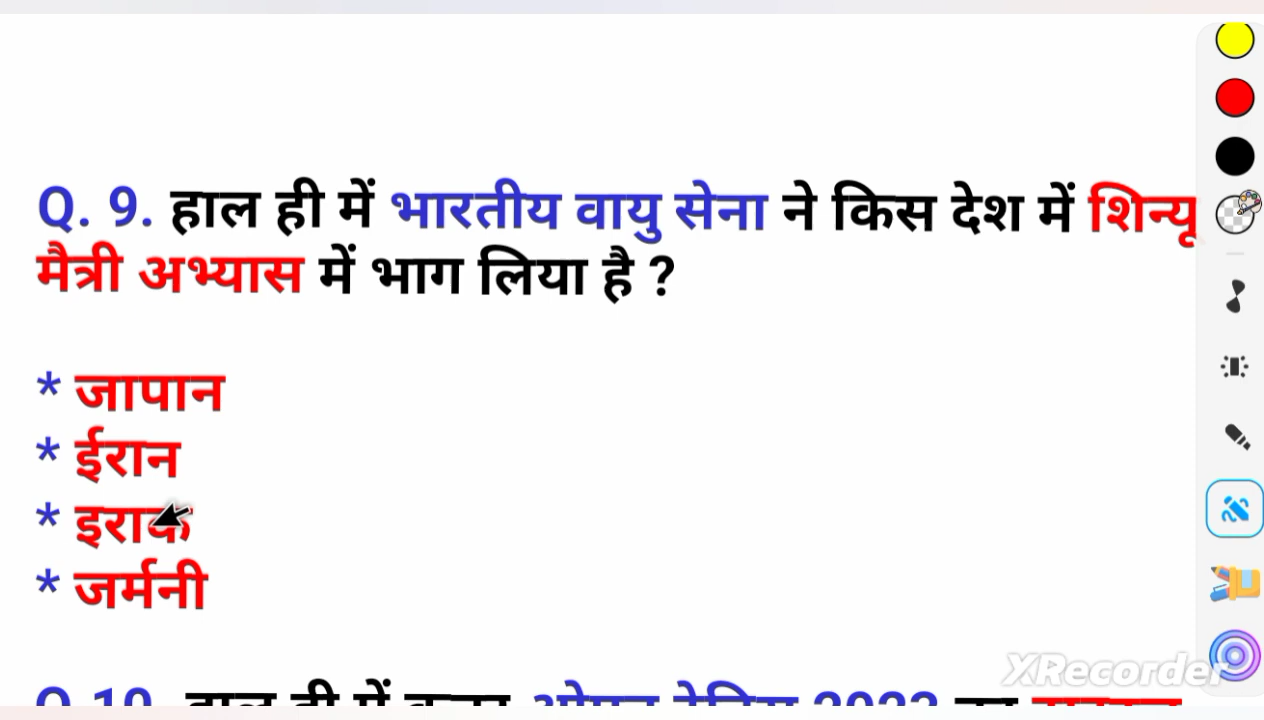 Q. 9. हाल ही में भारतीय वायु सेना ने किस देश में शिन्यू
मैत्री अभ्यास में भाग लिया है ?
* जापान
* ईरान
* इराक
* जर्मनी
XRecorder